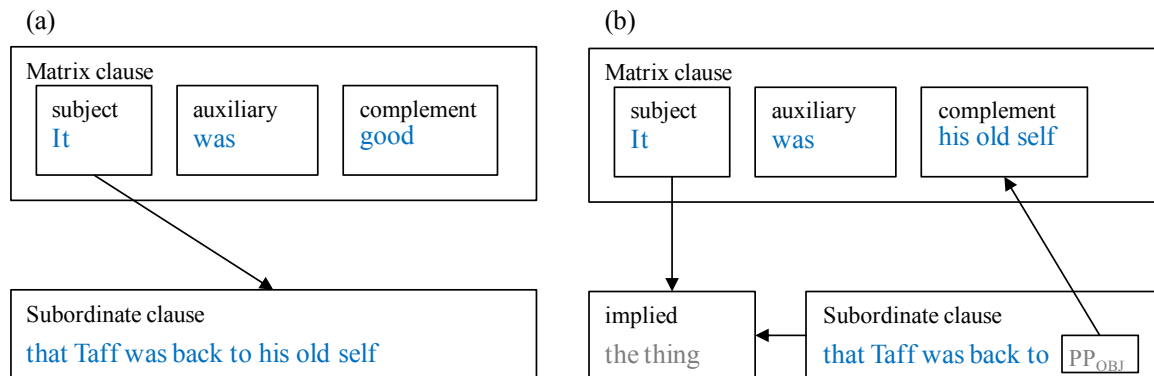 (a)
Matrix clause
subject auxiliary complement
It was good
Subordinate clause
that Taff was back to his old self
(b)
Matrix clause
subject auxiliary complement
It was his old self
implied
the thing
Subordinate clause
that Taff was back to PP_OBJ